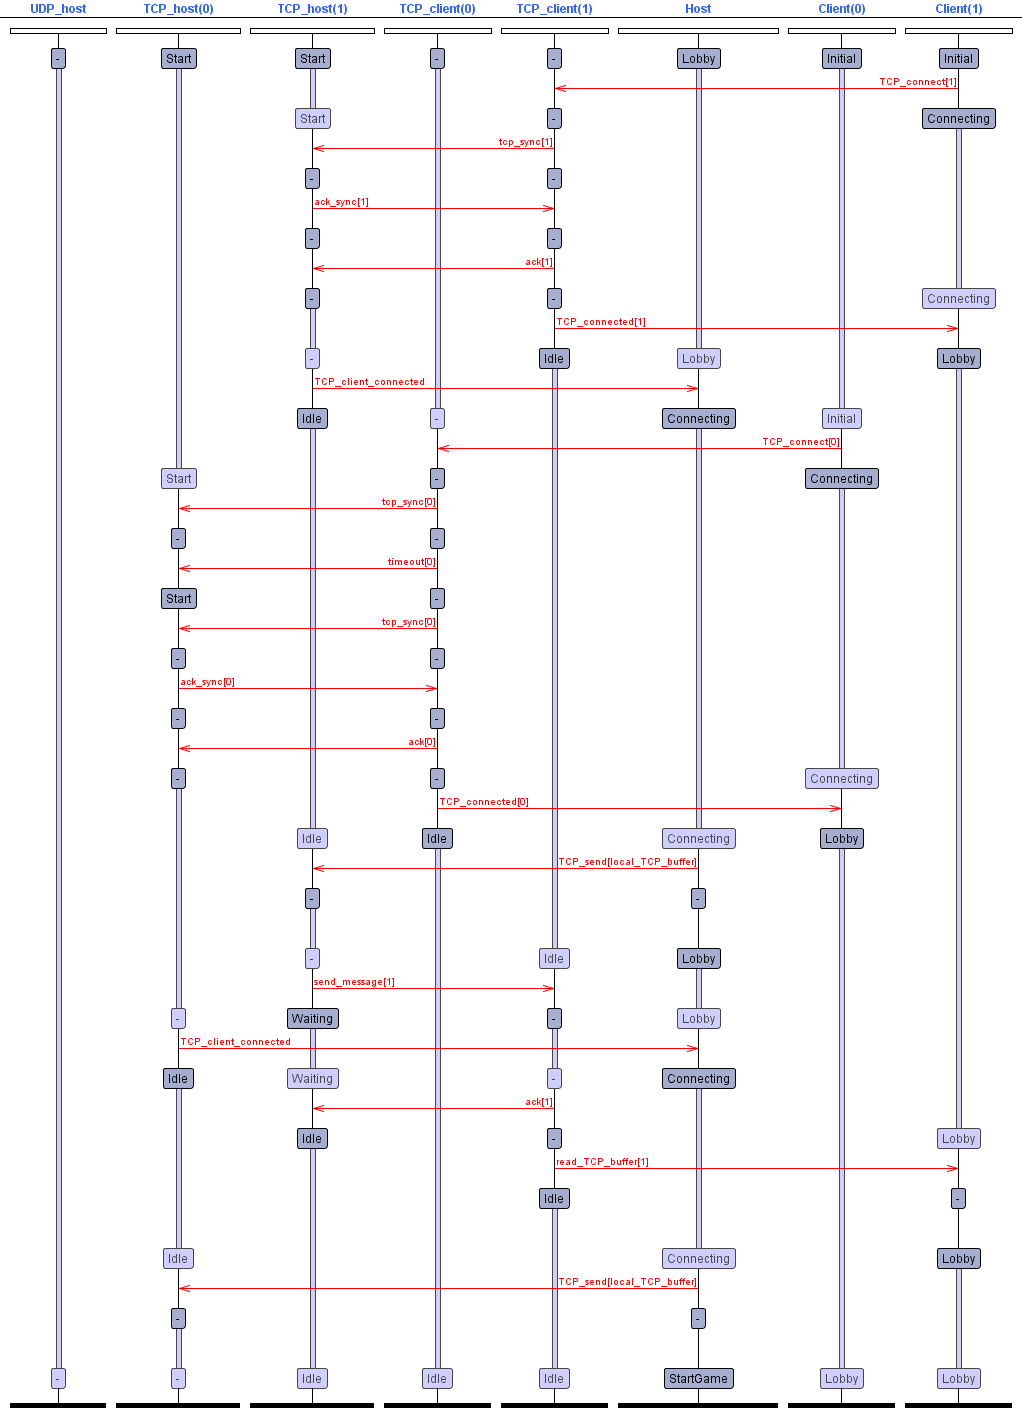 UDP_host TCP_host(0) TCP_host(1) TCP_client(0) TCP_client(1) Host Client(0) Client(1)
- Start Start - - Lobby Initial Initial
TCP_connect[1]
Start - Connecting
tcp_sync[1]
- -
ack_sync[1]
- -
ack[1]
- - Connecting
TCP_connected[1]
- Idle Lobby Lobby
TCP_client_connected
Idle - Connecting Initial
TCP_connect[0]
Start - Connecting
tcp_sync[0]
- -
timeout[0]
Start -
tcp_sync[0]
- -
ack_sync[0]
- -
ack[0]
- - Connecting
TCP_connected[0]
Idle Idle Connecting Lobby
TCP_send[local_TCP_buffer]
- -
- Idle Lobby
send_message[1]
- Waiting - Lobby
TCP_client_connected
Idle Waiting - Connecting
ack[1]
Idle - Lobby
read_TCP_buffer[1]
Idle -
Idle Connecting Lobby
TCP_send[local_TCP_buffer]
- -
- - Idle Idle Idle StartGame Lobby Lobby